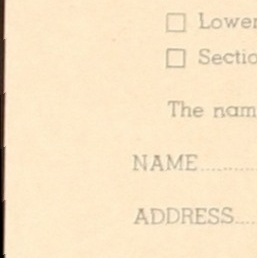 Lower
Sectio
The nam
NAME
ADDRESS